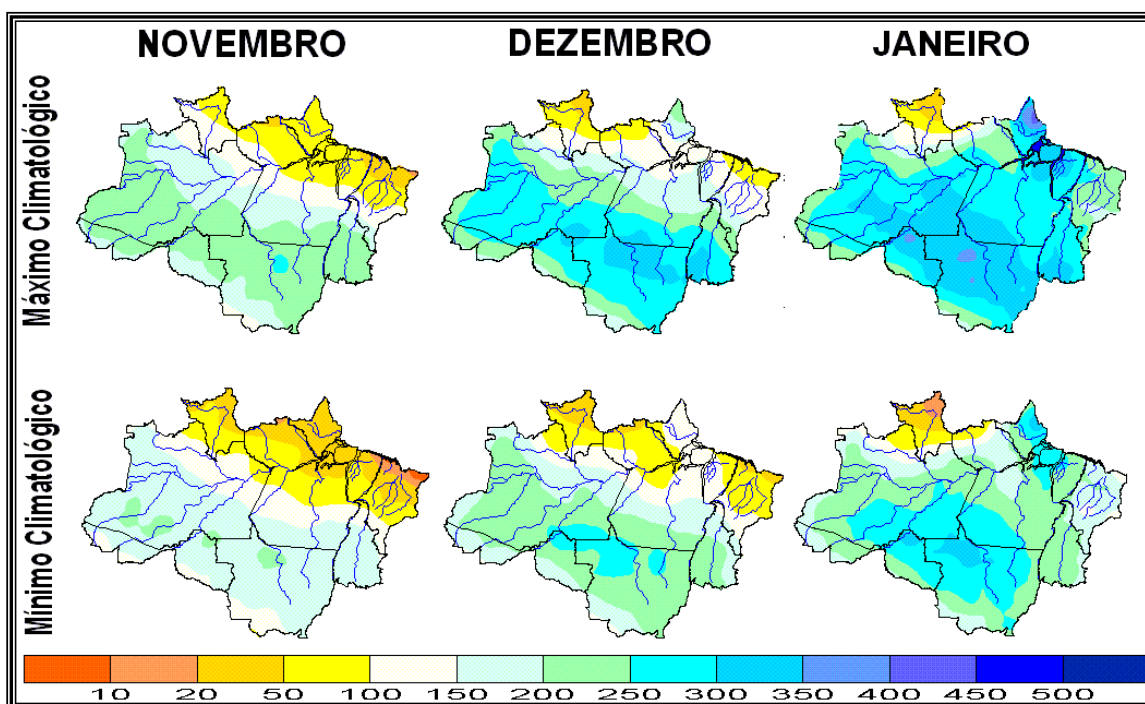 NOVEMBRO DEZEMBRO JANEIRO
Máximo Climatológico
Mínimo Climatológico
10 20 50 100 150 200 250 300 350 400 450 500